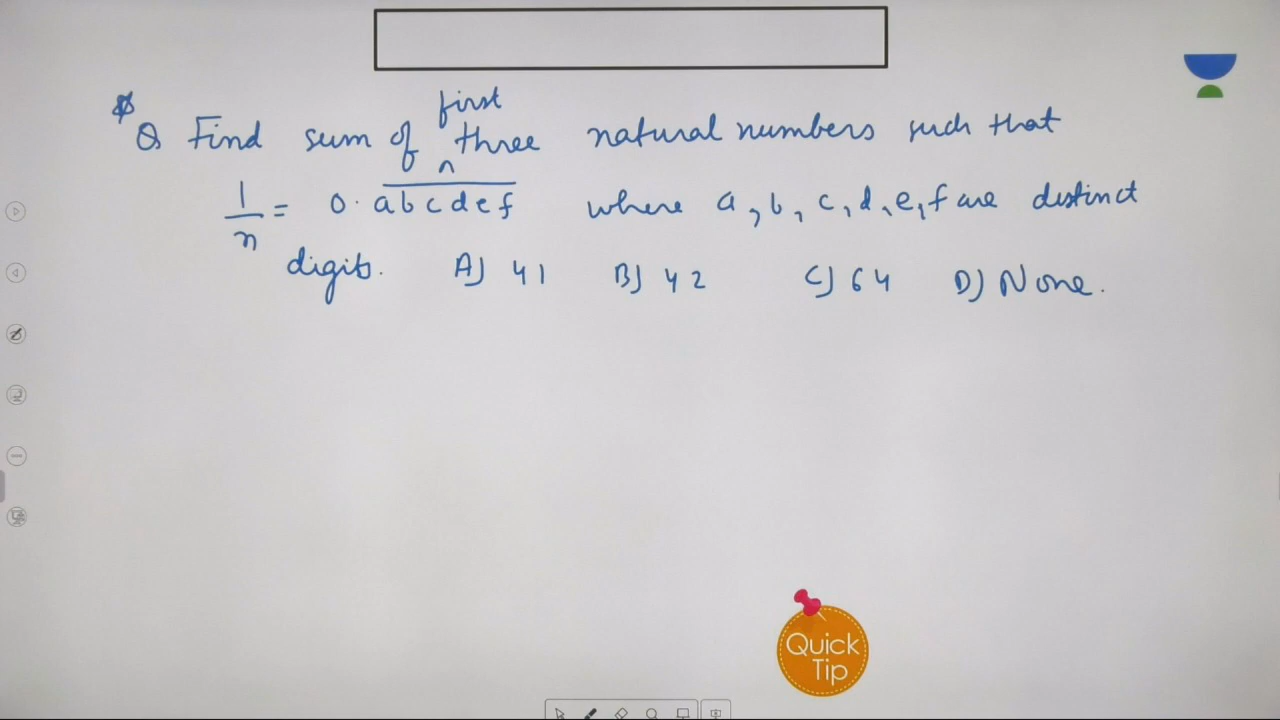 first
Q Find sum of three natural numbers such that
n
1/n = 0.abcdef where a, b, c, d, e, f are distinct
digits. A) 41 B) 42 C) 64 D) None.
Quick
Tip